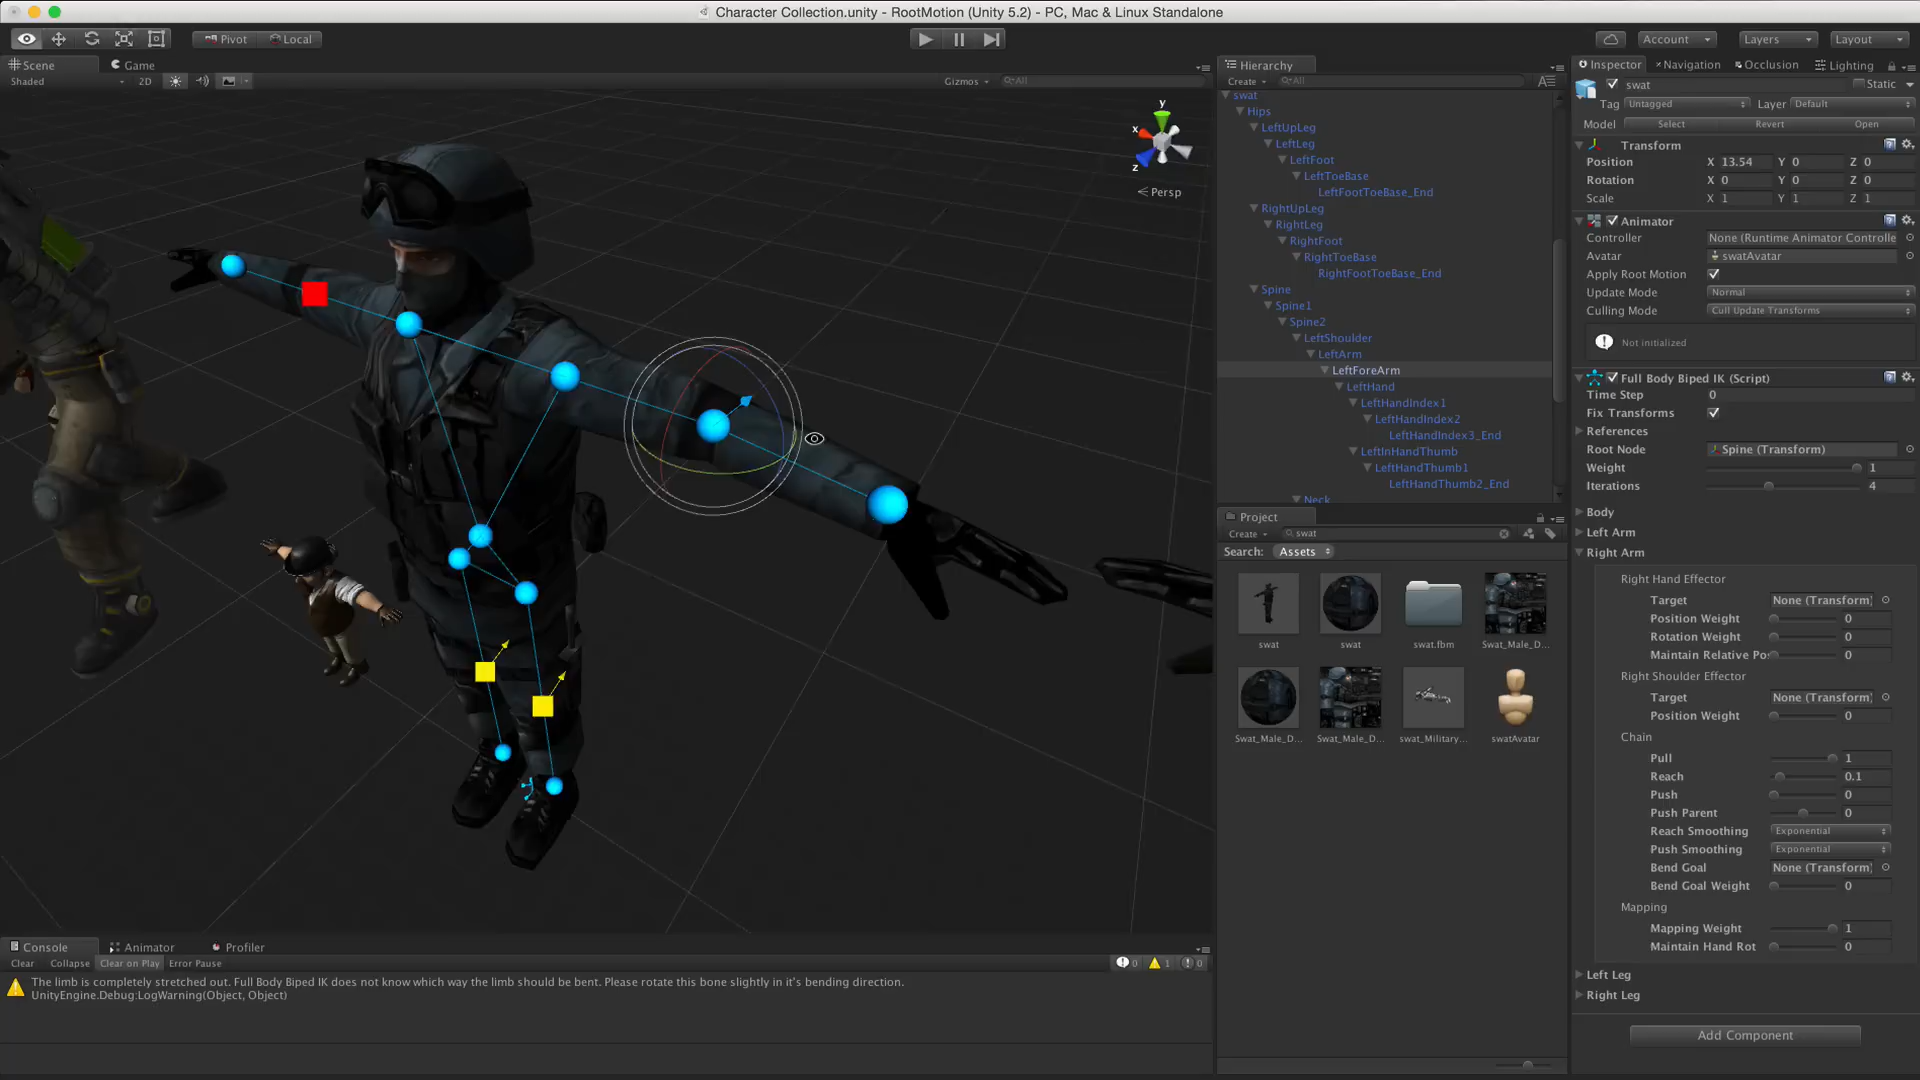 Character Collection.unity - RootMotion (Unity 5.2) - PC, Mac & Linux Standalone
Pivot
Local
Account
Layers
Layout
Scene
Game
Shaded
2D
Gizmos
All
y
x
z
Persp
Hierarchy
Create
All
swat
Hips
LeftUpLeg
LeftLeg
LeftFoot
LeftToeBase
LeftFootToeBase_End
RightUpLeg
RightLeg
RightFoot
RightToeBase
RightFootToeBase_End
Spine
Spine1
Spine2
LeftShoulder
LeftArm
LeftForeArm
LeftHand
LeftHandIndex1
LeftHandIndex2
LeftHandIndex3_End
LeftInHandThumb
LeftHandThumb1
LeftHandThumb2_End
Neck
Project
Create
swat
Search:
Assets
swat
swat
swat.fbm
Swat_Male_D...
Swat_Male_D...
Swat_Male_D...
swat_Military...
swatAvatar
Inspector
Navigation
Occlusion
Lighting
swat
Static
Tag Untagged
Layer Default
Model Select Revert Open
Transform
Position X 13.54 Y 0 Z 0
Rotation X 0 Y 0 Z 0
Scale X 1 Y 1 Z 1
Animator
Controller None (Runtime Animator Controlle
Avatar swatAvatar
Apply Root Motion
Update Mode Normal
Culling Mode Cull Update Transforms
Not initialized
Full Body Biped IK (Script)
Time Step 0
Fix Transforms
References
Root Node Spine (Transform)
Weight 1
Iterations 4
Body
Left Arm
Right Arm
Right Hand Effector
Target None (Transform)
Position Weight 0
Rotation Weight 0
Maintain Relative Pos 0
Right Shoulder Effector
Target None (Transform)
Position Weight 0
Chain
Pull 1
Reach 0.1
Push 0
Push Parent 0
Reach Smoothing Exponential
Push Smoothing Exponential
Bend Goal None (Transform)
Bend Goal Weight 0
Mapping
Mapping Weight 1
Maintain Hand Rot 0
Left Leg
Right Leg
Add Component
Console
Animator
Profiler
Clear
Collapse
Clear on Play
Error Pause
0
1
0
The limb is completely stretched out. Full Body Biped IK does not know which way the limb should be bent. Please rotate this bone slightly in it's bending direction.
UnityEngine.Debug:LogWarning(Object, Object)